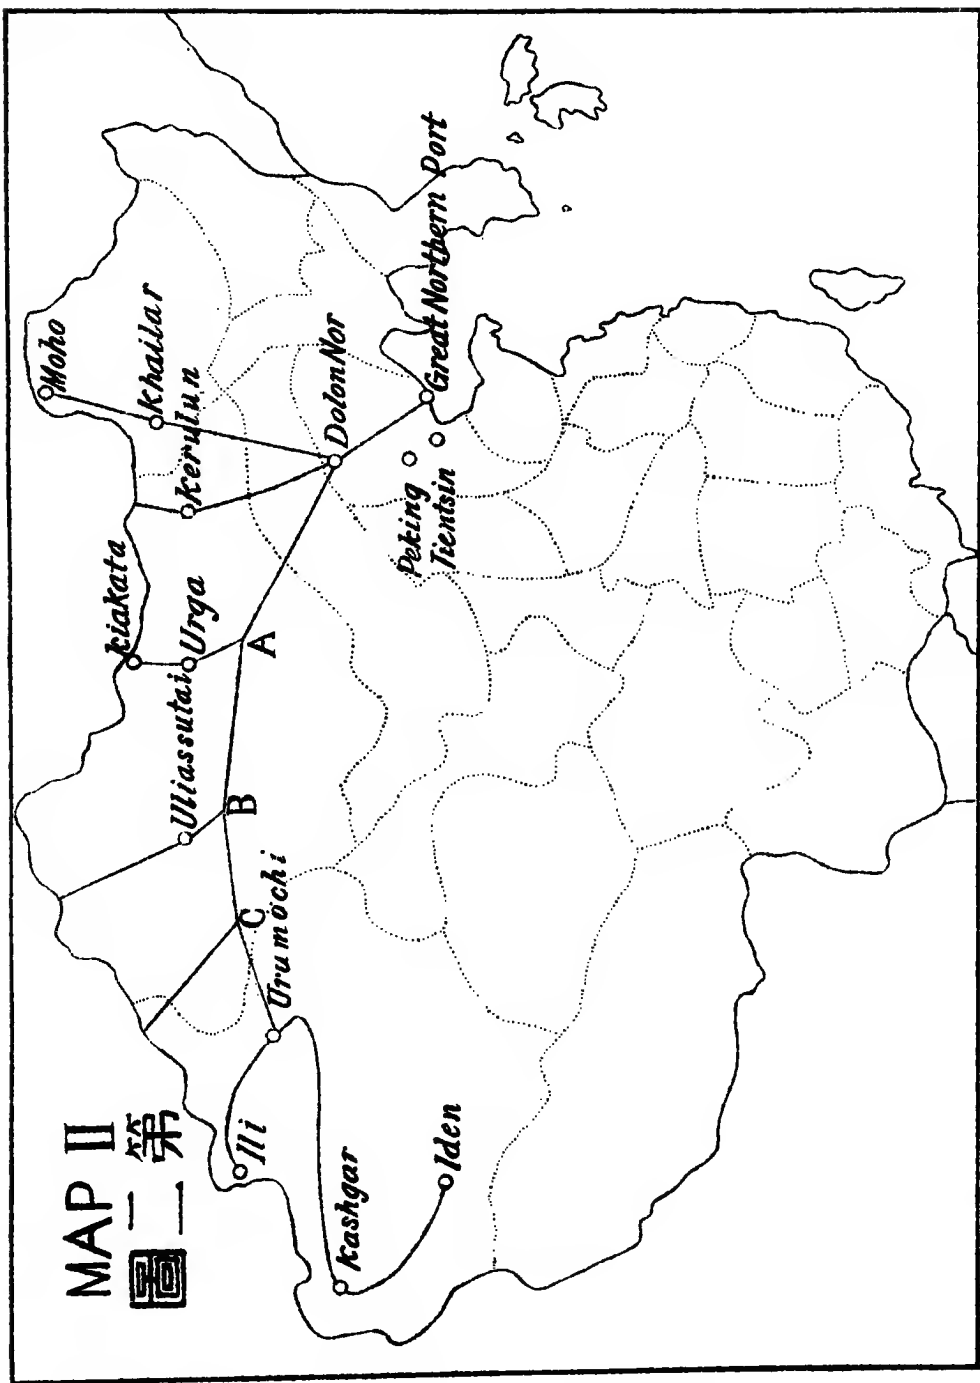 MAP II
第二圖
Moho
Khailar
Kerulun
Kiakata
Urga
Uliassutai
Dolon Nor
Great Northern Port
Peking
Tientsin
A
B
C
Urumochi
Ili
Kashgar
Iden